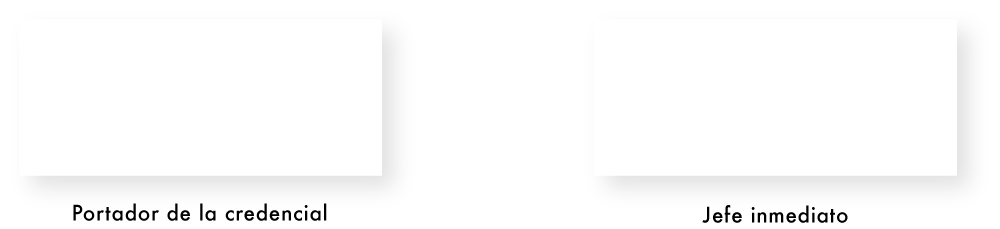 Portador de la credencial
Jefe inmediato